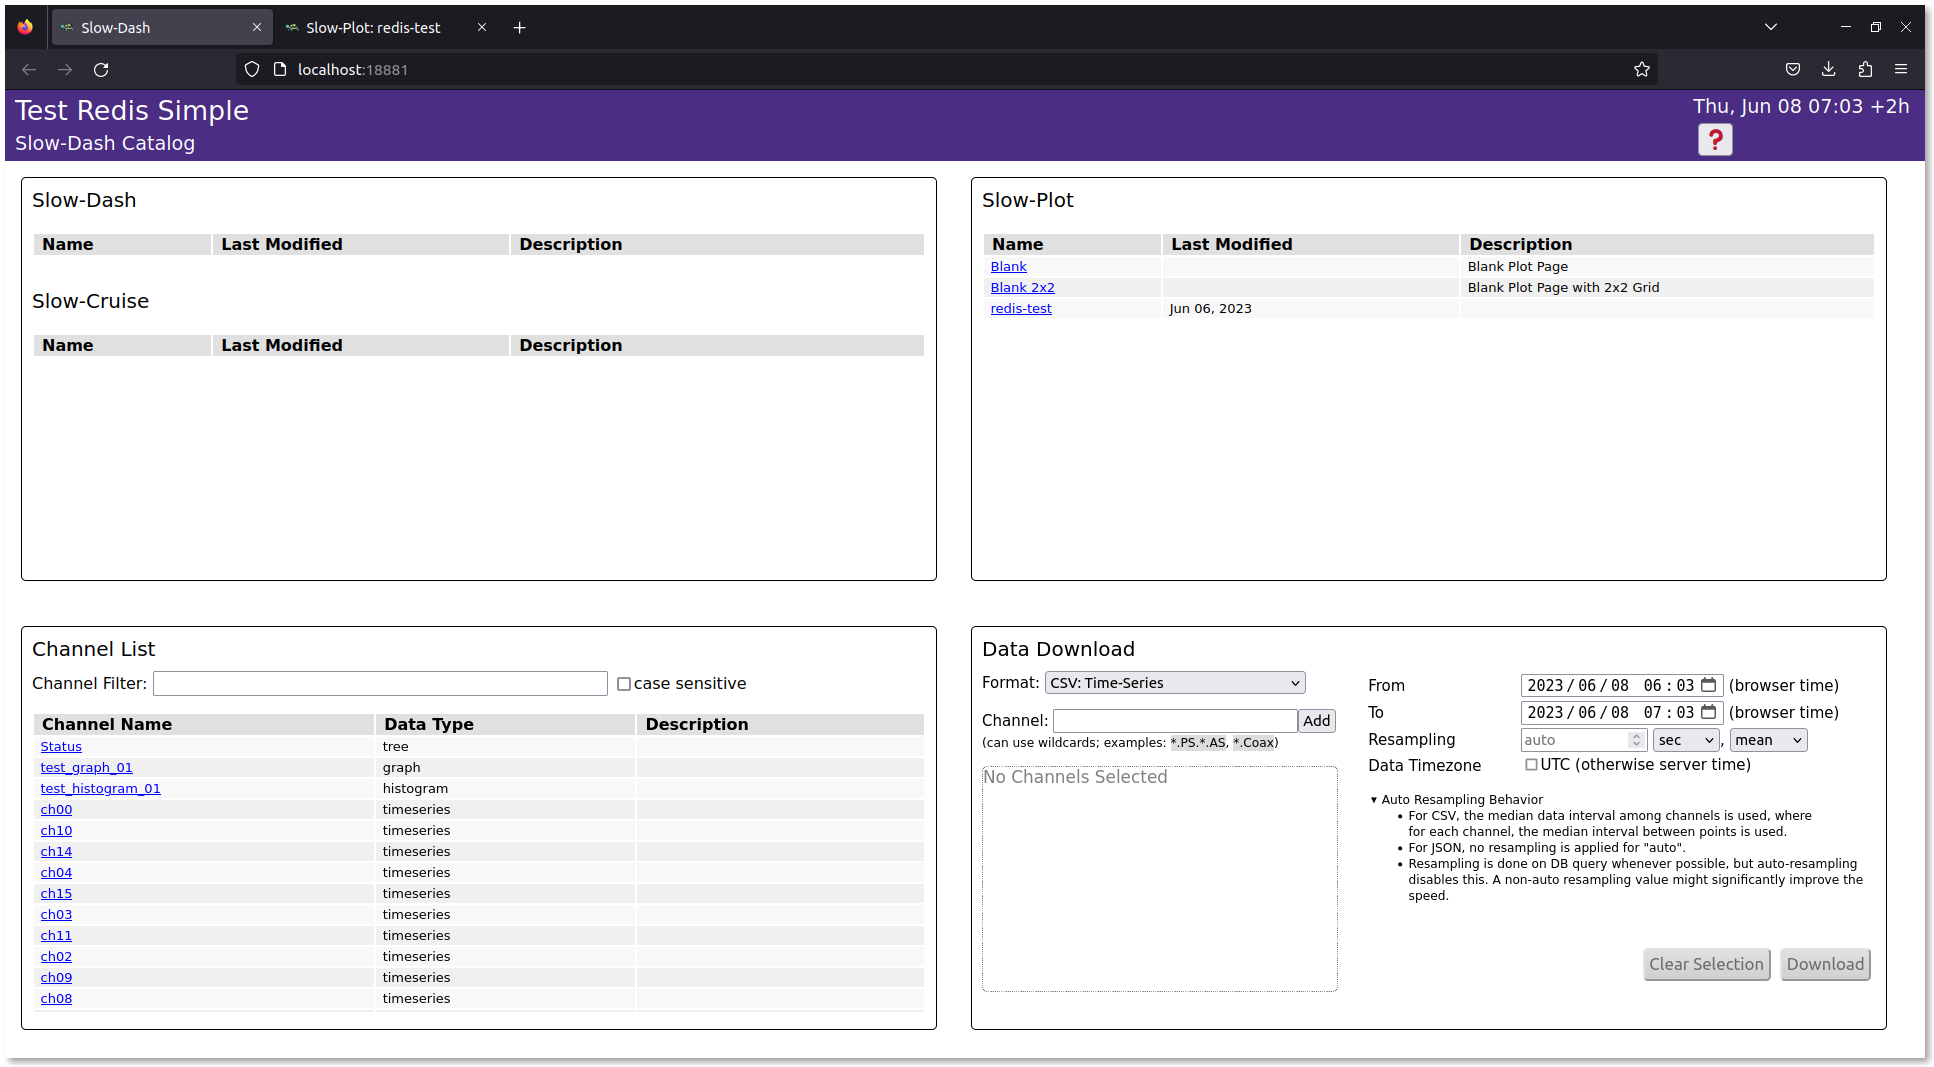 Slow-Dash
Slow-Plot: redis-test
localhost:18881
Test Redis Simple
Slow-Dash Catalog
Thu, Jun 08 07:03 +2h
?
Slow-Dash
Name Last Modified Description
Slow-Cruise
Name Last Modified Description
Slow-Plot
Name Last Modified Description
Blank Blank Plot Page
Blank 2x2 Blank Plot Page with 2x2 Grid
redis-test Jun 06, 2023
Channel List
Channel Filter: case sensitive
Channel Name Data Type Description
Status tree
test_graph_01 graph
test_histogram_01 histogram
ch00 timeseries
ch10 timeseries
ch14 timeseries
ch04 timeseries
ch15 timeseries
ch03 timeseries
ch11 timeseries
ch02 timeseries
ch09 timeseries
ch08 timeseries
Data Download
Format: CSV: Time-Series
Channel: Add
(can use wildcards; examples: *.PS.*.AS, *.Coax)
No Channels Selected
From 2023/06/08 06:03 (browser time)
To 2023/06/08 07:03 (browser time)
Resampling auto sec , mean
Data Timezone UTC (otherwise server time)
▾ Auto Resampling Behavior
• For CSV, the median data interval among channels is used, where
for each channel, the median interval between points is used.
• For JSON, no resampling is applied for "auto".
• Resampling is done on DB query whenever possible, but auto-resampling
disables this. A non-auto resampling value might significantly improve the
speed.
Clear Selection Download